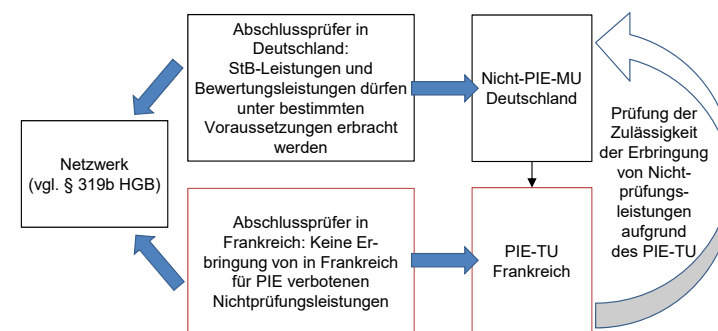 Abschlussprüfer in
Deutschland:
StB-Leistungen und
Bewertungsleistungen dürfen
unter bestimmten
Voraussetzungen erbracht
werden
Nicht-PIE-MU
Deutschland
Netzwerk
(vgl. § 319b HGB)
Prüfung der
Zulässigkeit
der Erbringung
von Nicht-
prüfungs-
leistungen
aufgrund
des PIE-TU
Abschlussprüfer in
Frankreich: Keine Er-
bringung von in Frankreich
für PIE verbotenen
Nichtprüfungsleistungen
PIE-TU
Frankreich